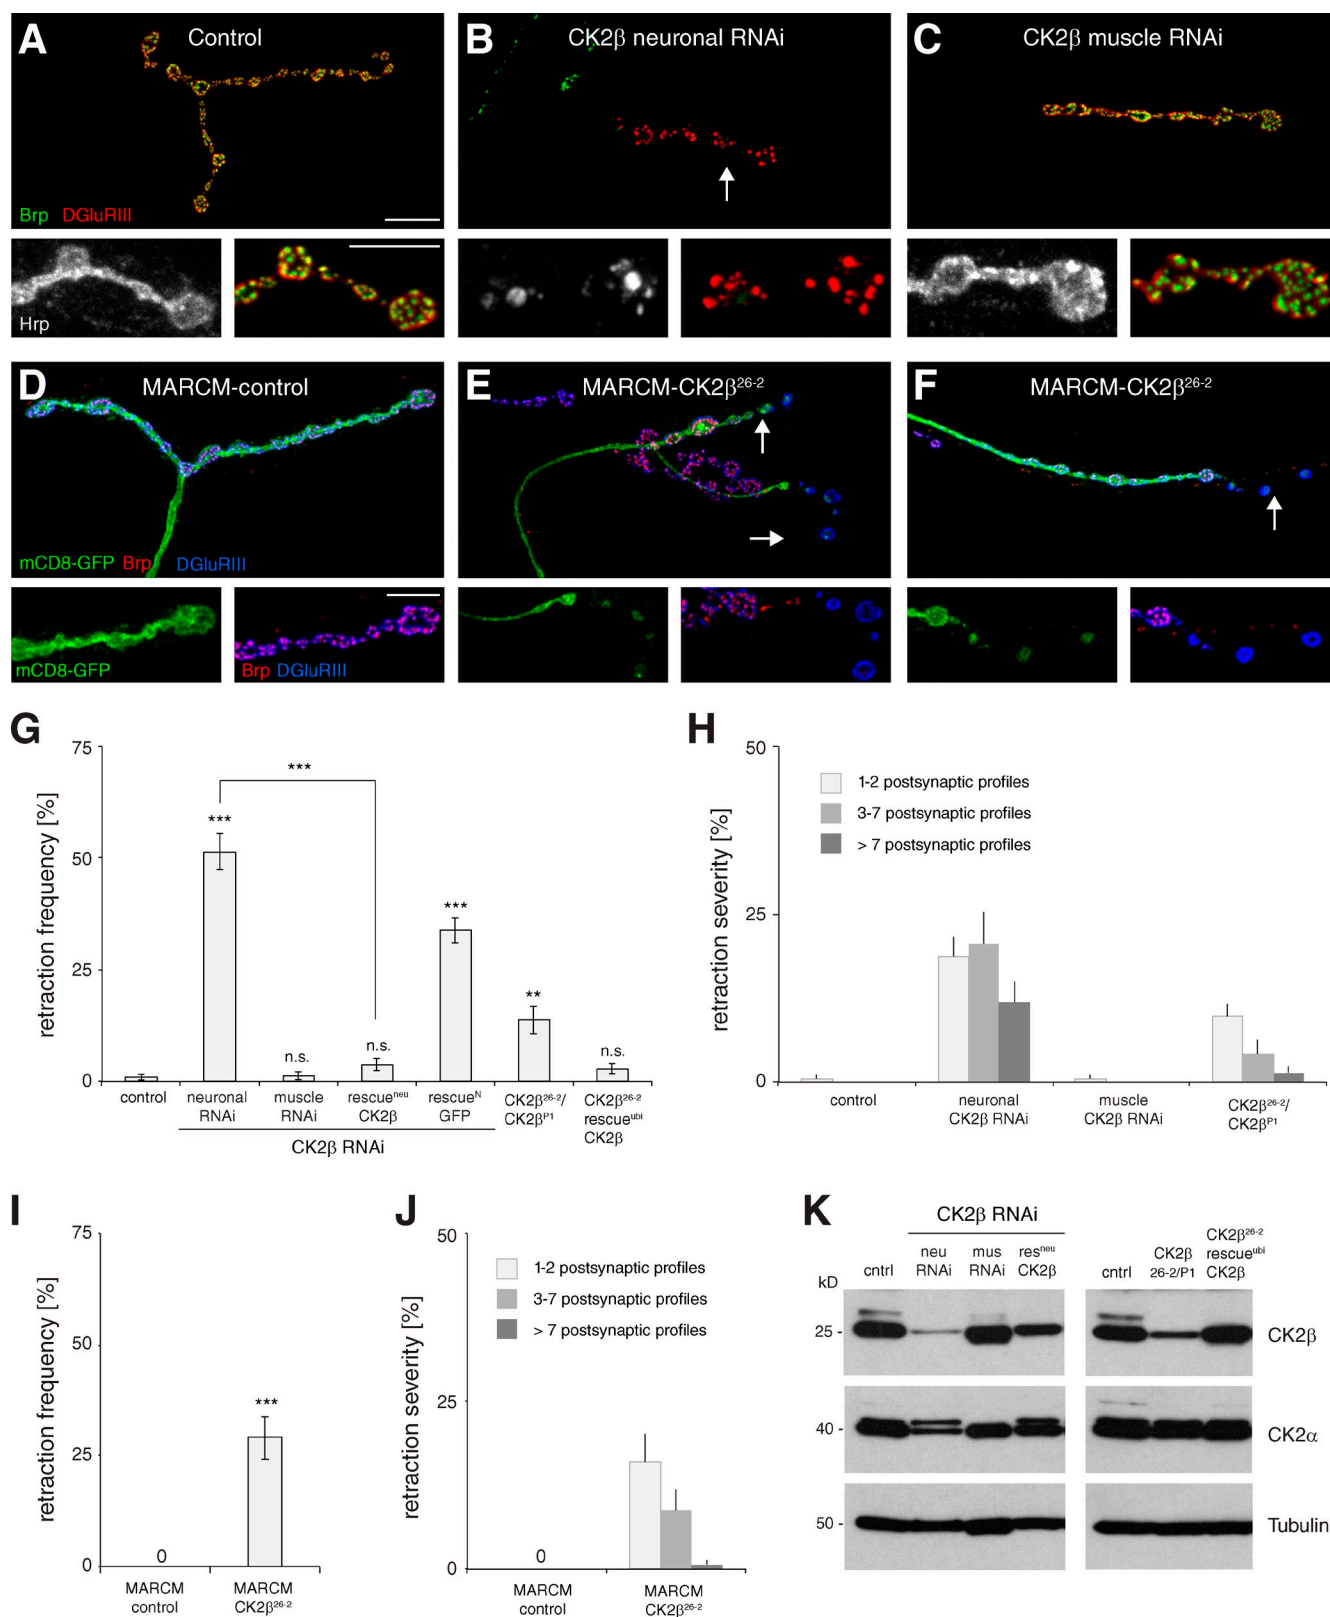 A
Control
Brp DGluRIII
Hrp
B
CK2β neuronal RNAi
C
CK2β muscle RNAi
D
MARCM-control
mCD8-GFP Brp DGluRIII
mCD8-GFP
Brp DGluRIII
E
MARCM-CK2β26-2
F
MARCM-CK2β26-2
G
retraction frequency [%]
75
50
25
0
***
***
n.s.
n.s.
***
**
n.s.
control
neuronal RNAi
muscle RNAi
rescueneu CK2β
rescueN GFP
CK2β26-2/ CK2βP1
CK2β26-2 rescueubi CK2β
CK2β RNAi
H
retraction severity [%]
50
25
0
1-2 postsynaptic profiles
3-7 postsynaptic profiles
> 7 postsynaptic profiles
control
neuronal CK2β RNAi
muscle CK2β RNAi
CK2β26-2/ CK2βP1
I
retraction frequency [%]
75
50
25
0
0
***
MARCM control
MARCM CK2β26-2
J
retraction severity [%]
50
25
0
1-2 postsynaptic profiles
3-7 postsynaptic profiles
> 7 postsynaptic profiles
0
MARCM control
MARCM CK2β26-2
K
CK2β RNAi
kD
cntrl
neu RNAi
mus RNAi
resneu CK2β
cntrl
CK2β 26-2/P1
CK2β26-2 rescueubi CK2β
25 -
CK2β
40 -
CK2α
50 -
Tubulin